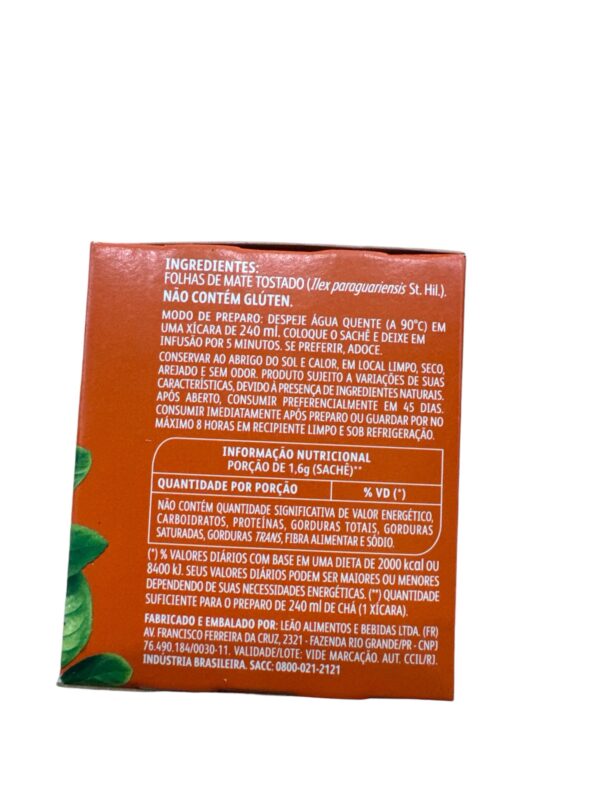 INGREDIENTES:
FOLHAS DE MATE TOSTADO (Ilex paraguariensis St. Hil.).
NÃO CONTÉM GLÚTEN.
MODO DE PREPARO: DESPEJE ÁGUA QUENTE (A 90°C) EM
UMA XÍCARA DE 240 ml. COLOQUE O SACHÊ E DEIXE EM
INFUSÃO POR 5 MINUTOS. SE PREFERIR, ADOCE.
CONSERVAR AO ABRIGO DO SOL E CALOR, EM LOCAL LIMPO, SECO,
AREJADO E SEM ODOR. PRODUTO SUJEITO A VARIAÇÕES DE SUAS
CARACTERÍSTICAS, DEVIDO À PRESENÇA DE INGREDIENTES NATURAIS.
APÓS ABERTO, CONSUMIR PREFERENCIALMENTE EM 45 DIAS.
CONSUMIR IMEDIATAMENTE APÓS PREPARO OU GUARDAR POR NO
MÁXIMO 8 HORAS EM RECIPIENTE LIMPO E SOB REFRIGERAÇÃO.
INFORMAÇÃO NUTRICIONAL
PORÇÃO DE 1,6g (SACHÊ)**
QUANTIDADE POR PORÇÃO % VD (*)
NÃO CONTÉM QUANTIDADE SIGNIFICATIVA DE VALOR ENERGÉTICO,
CARBOIDRATOS, PROTEÍNAS, GORDURAS TOTAIS, GORDURAS
SATURADAS, GORDURAS TRANS, FIBRA ALIMENTAR E SÓDIO.
(*) % VALORES DIÁRIOS COM BASE EM UMA DIETA DE 2000 kcal OU
8400 kJ. SEUS VALORES DIÁRIOS PODEM SER MAIORES OU MENORES
DEPENDENDO DE SUAS NECESSIDADES ENERGÉTICAS. (**) QUANTIDADE
SUFICIENTE PARA O PREPARO DE 240 ml DE CHÁ (1 XÍCARA).
FABRICADO E EMBALADO POR: LEÃO ALIMENTOS E BEBIDAS LTDA. (FR)
AV. FRANCISCO FERREIRA DA CRUZ, 2321 - FAZENDA RIO GRANDE/PR - CNPJ
76.490.184/0030-11. VALIDADE/LOTE: VIDE MARCAÇÃO. AUT. CCIL/RJ.
INDÚSTRIA BRASILEIRA. SACC: 0800-021-2121